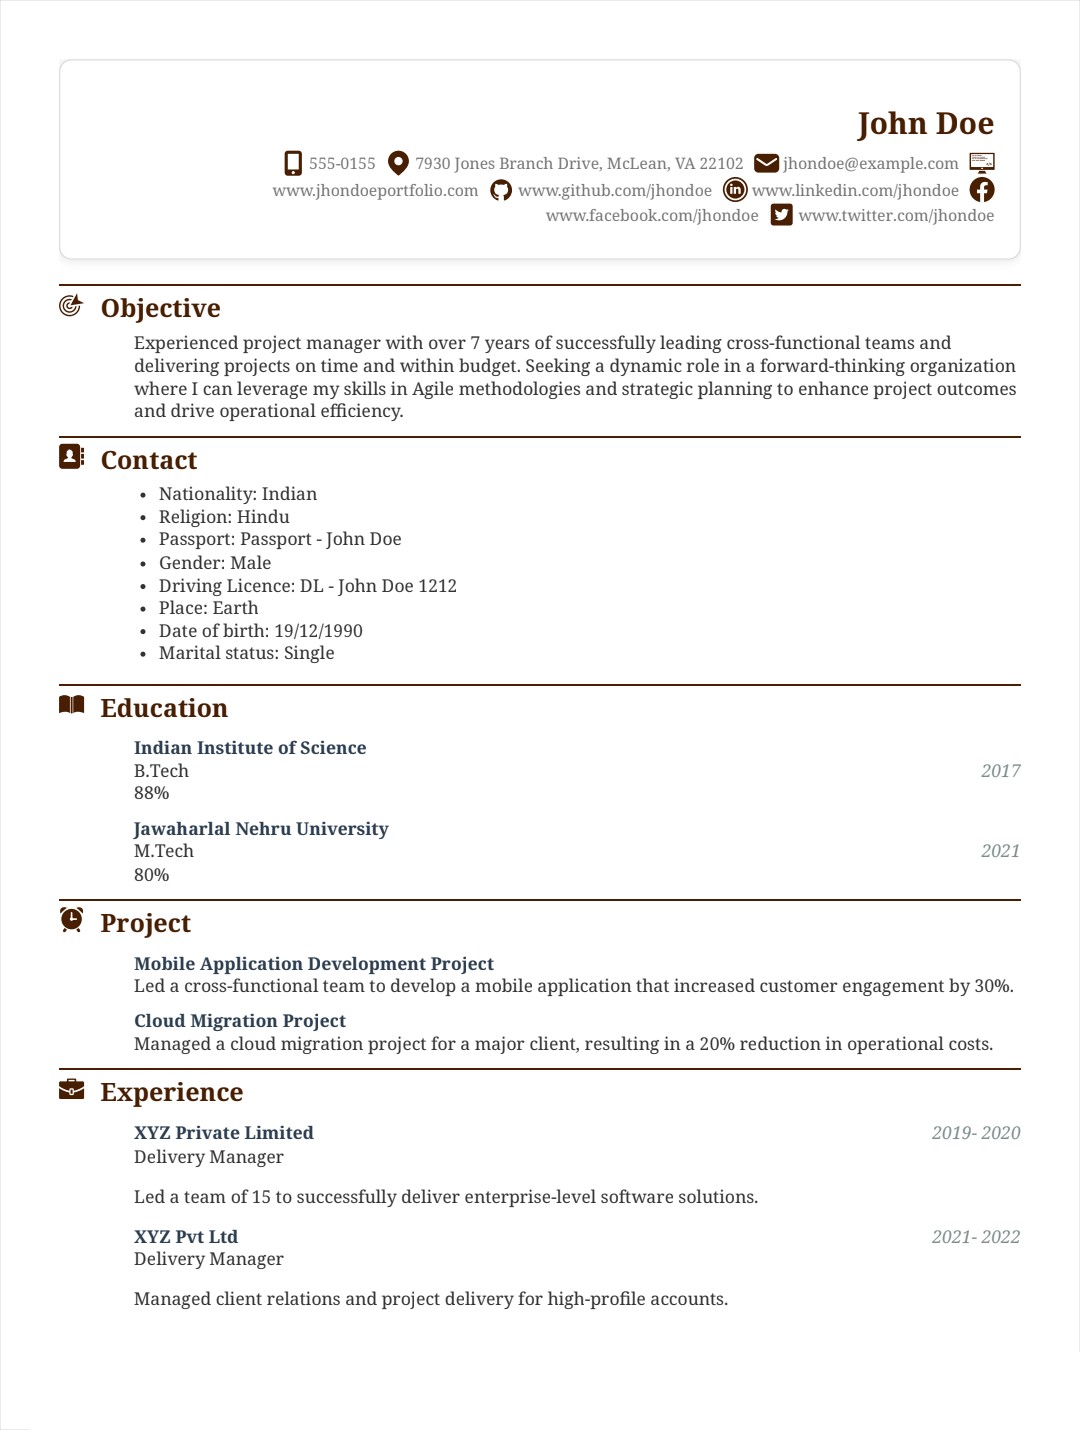 John Doe
555-0155 7930 Jones Branch Drive, McLean, VA 22102 jhondoe@example.com
www.jhondoeportfolio.com www.github.com/jhondoe www.linkedin.com/jhondoe
www.facebook.com/jhondoe www.twitter.com/jhondoe
Objective
Experienced project manager with over 7 years of successfully leading cross-functional teams and
delivering projects on time and within budget. Seeking a dynamic role in a forward-thinking organization
where I can leverage my skills in Agile methodologies and strategic planning to enhance project outcomes
and drive operational efficiency.
Contact
• Nationality: Indian
• Religion: Hindu
• Passport: Passport - John Doe
• Gender: Male
• Driving Licence: DL - John Doe 1212
• Place: Earth
• Date of birth: 19/12/1990
• Marital status: Single
Education
Indian Institute of Science
B.Tech 2017
88%
Jawaharlal Nehru University
M.Tech 2021
80%
Project
Mobile Application Development Project
Led a cross-functional team to develop a mobile application that increased customer engagement by 30%.
Cloud Migration Project
Managed a cloud migration project for a major client, resulting in a 20% reduction in operational costs.
Experience
XYZ Private Limited 2019- 2020
Delivery Manager
Led a team of 15 to successfully deliver enterprise-level software solutions.
XYZ Pvt Ltd 2021- 2022
Delivery Manager
Managed client relations and project delivery for high-profile accounts.